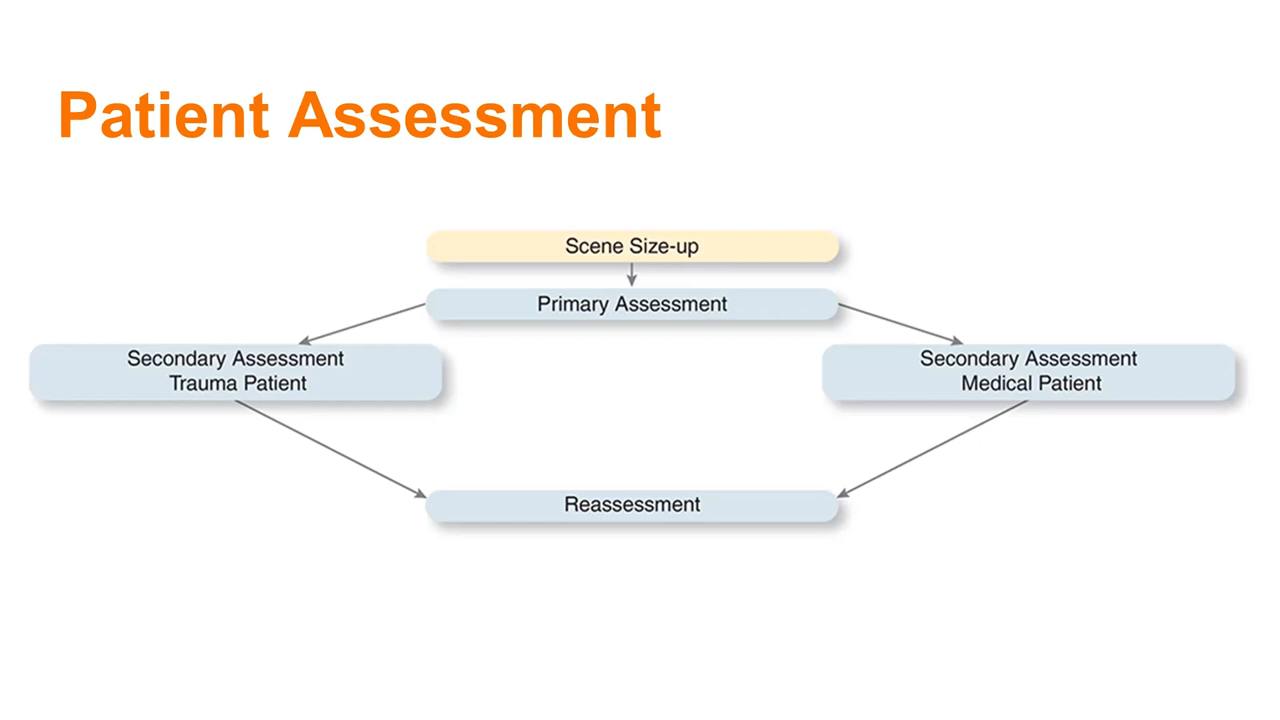 Patient Assessment
Scene Size-up
Primary Assessment
Secondary Assessment
Trauma Patient
Secondary Assessment
Medical Patient
Reassessment